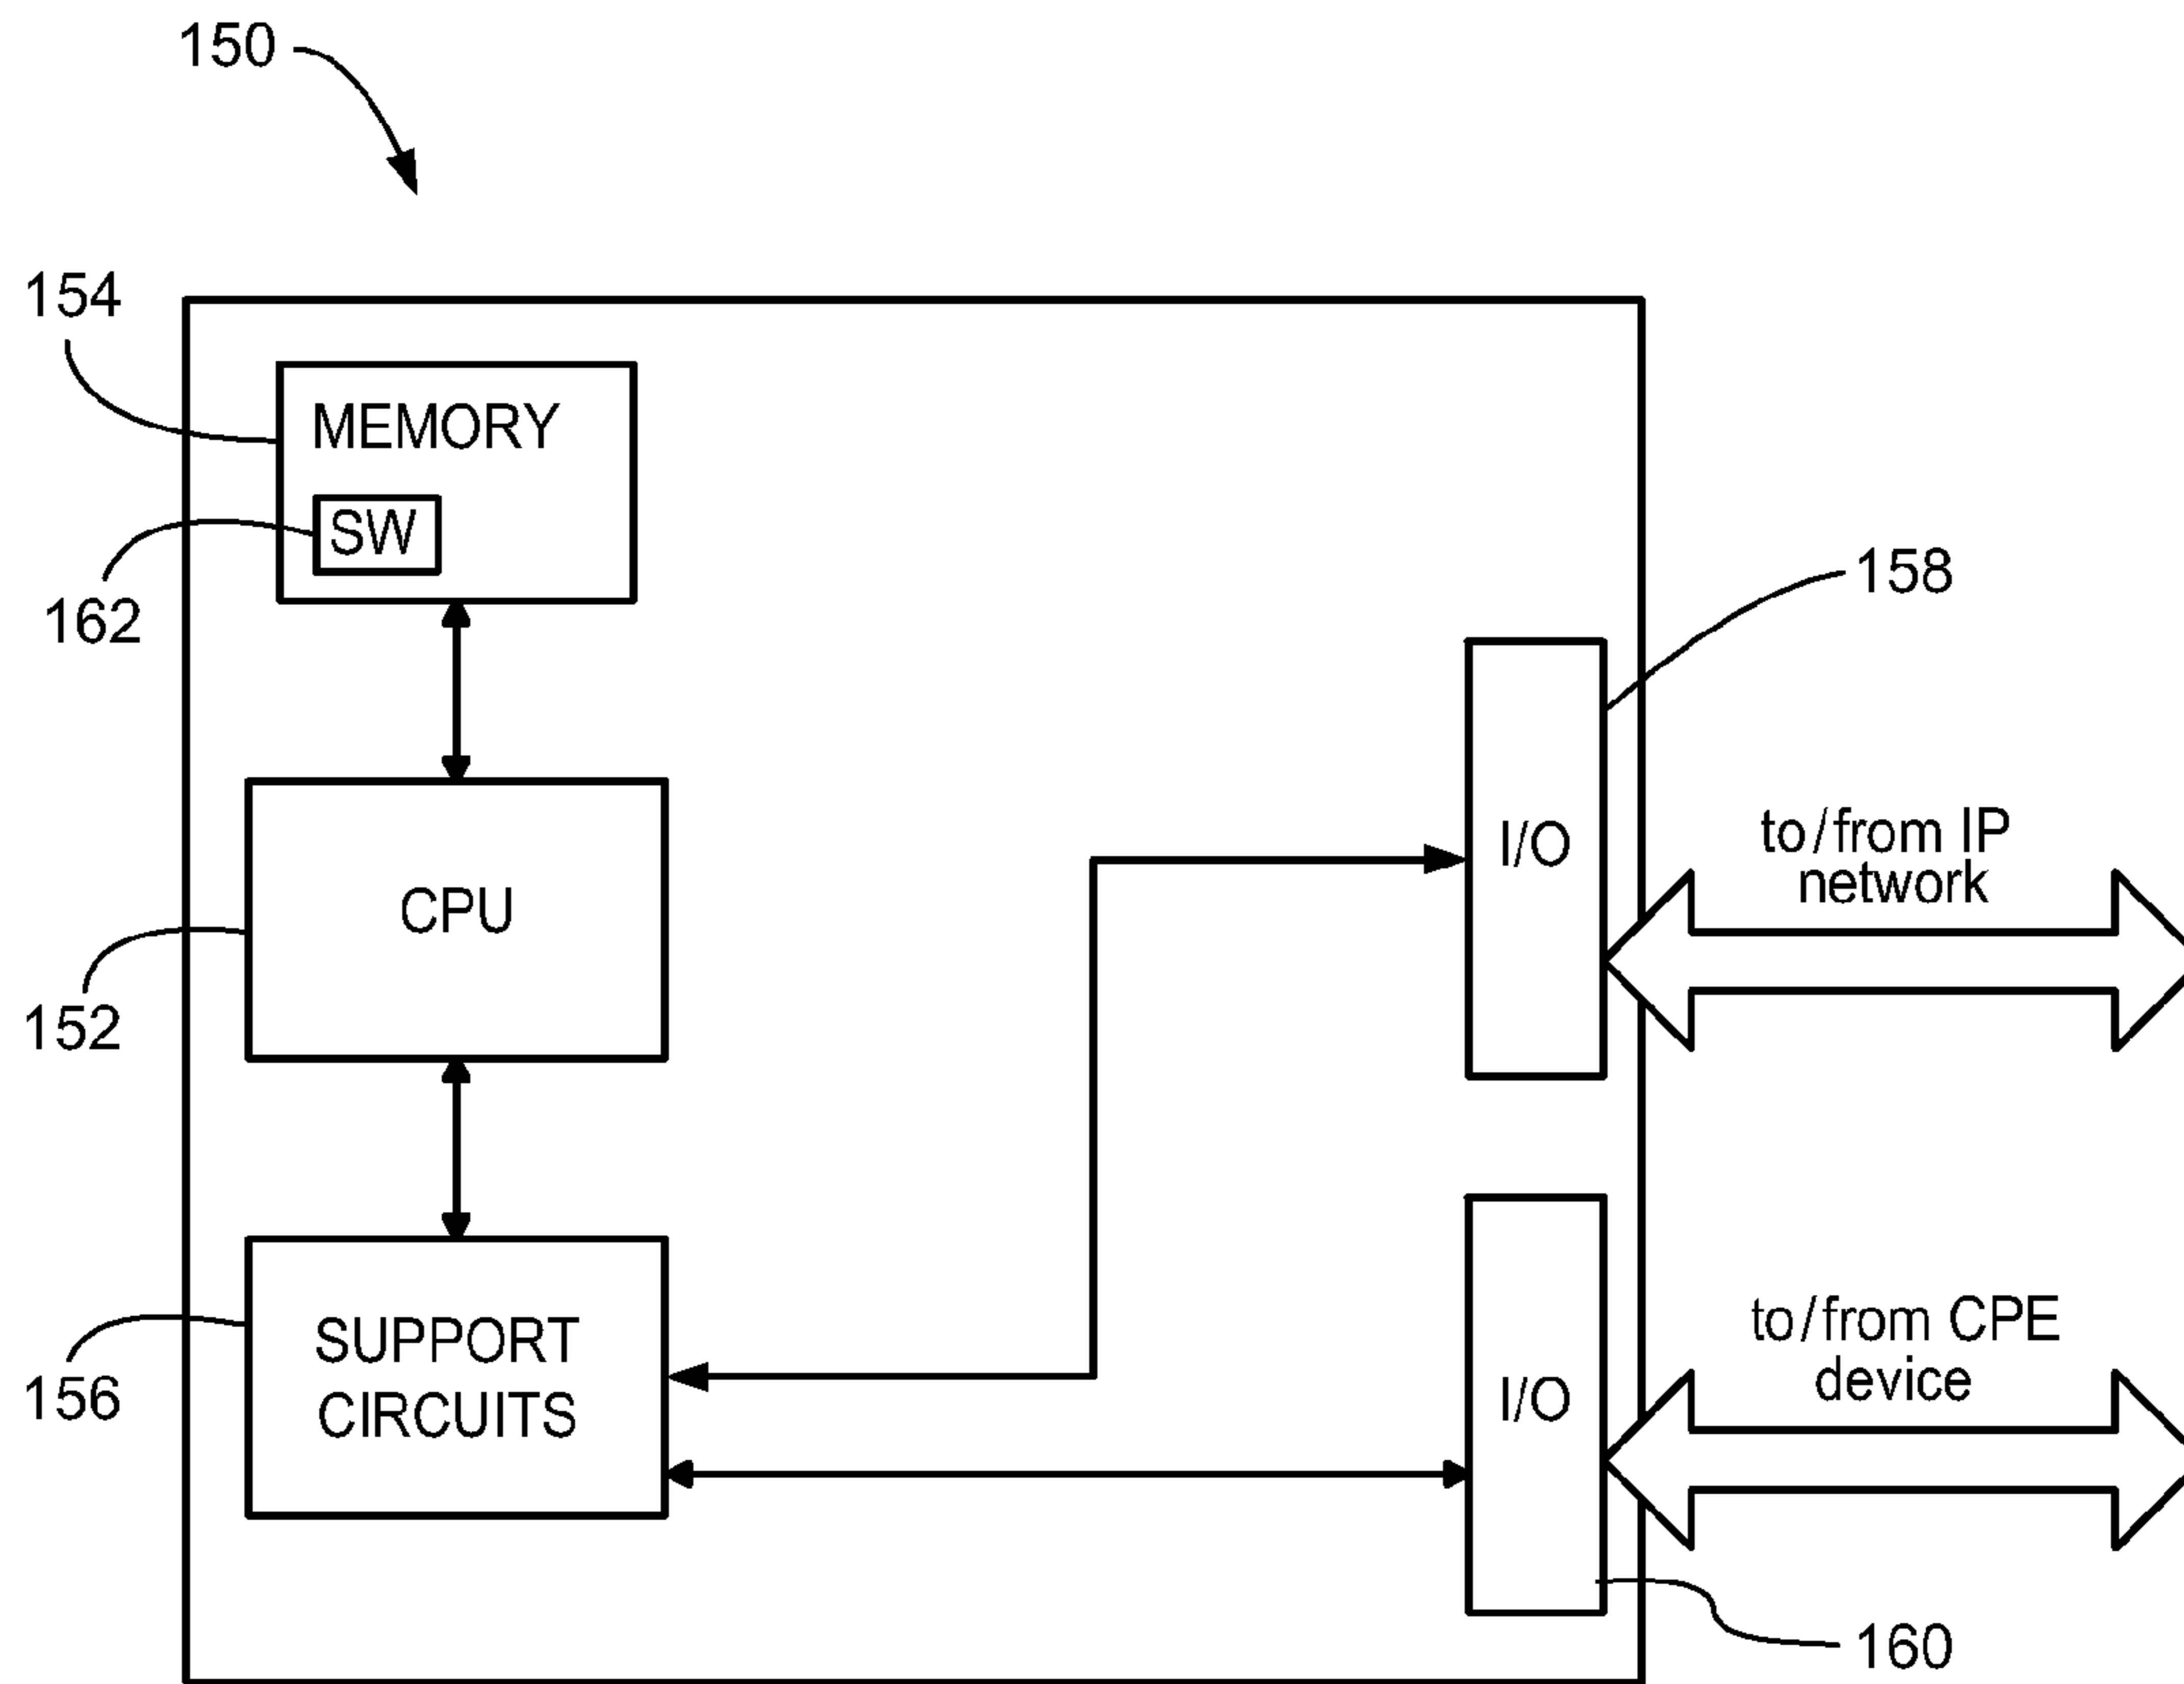 150
154
MEMORY
SW
162
158
I/O
to/from IP
network
CPU
152
SUPPORT
CIRCUITS
156
I/O
to/from CPE
device
160